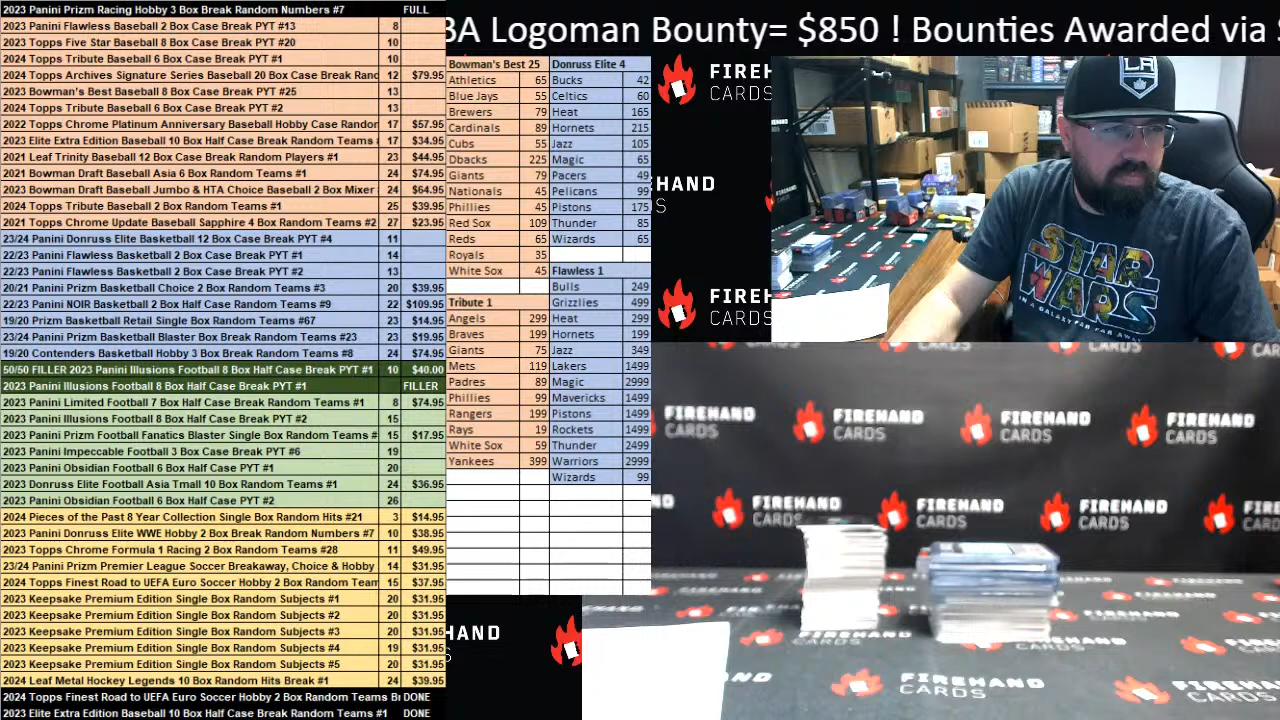 2023 Panini Prizm Racing Hobby 3 Box Break Random Numbers #7 FULL
2023 Panini Flawless Baseball 2 Box Case Break PYT #13 8
2023 Topps Five Star Baseball 8 Box Case Break PYT #20 10
2024 Topps Tribute Baseball 6 Box Case Break PYT #1 10
2024 Topps Archives Signature Series Baseball 20 Box Case Break Ranc 12 $79.95
2023 Bowman's Best Baseball 8 Box Case Break PYT #25 13
2024 Topps Tribute Baseball 6 Box Case Break PYT #2 13
2022 Topps Chrome Platinum Anniversary Baseball Hobby Case Random 17 $57.95
2023 Elite Extra Edition Baseball 10 Box Half Case Break Random Teams 17 $34.95
2021 Leaf Trinity Baseball 12 Box Case Break Random Players #1 23 $44.95
2021 Bowman Draft Baseball Asia 6 Box Random Teams #1 24 $74.95
2023 Bowman Draft Baseball Jumbo & HTA Choice Baseball 2 Box Mixer 24 $64.95
2024 Topps Tribute Baseball 2 Box Random Teams #1 25 $39.95
2021 Topps Chrome Update Baseball Sapphire 4 Box Random Teams #2 27 $23.95
23/24 Panini Donruss Elite Basketball 12 Box Case Break PYT #4 11
22/23 Panini Flawless Basketball 2 Box Case Break PYT #1 14
22/23 Panini Flawless Basketball 2 Box Case Break PYT #2 13
20/21 Panini Prizm Basketball Choice 2 Box Random Teams #3 20 $39.95
22/23 Panini NOIR Basketball 2 Box Half Case Random Teams #9 22 $109.95
19/20 Prizm Basketball Retail Single Box Random Teams #67 23 $14.95
23/24 Panini Prizm Basketball Blaster Box Break Random Teams #23 23 $19.95
19/20 Contenders Basketball Hobby 3 Box Break Random Teams #8 24 $74.95
50/50 FILLER 2023 Panini Illusions Football 8 Box Half Case Break PYT #1 10 $40.00
2023 Panini Illusions Football 8 Box Half Case Break PYT #1 FILLER
2023 Panini Limited Football 7 Box Half Case Break Random Teams #1 8 $74.95
2023 Panini Illusions Football 8 Box Half Case Break PYT #2 15
2023 Panini Prizm Football Fanatics Blaster Single Box Random Teams # 15 $17.95
2023 Panini Impeccable Football 3 Box Case Break PYT #6 19
2023 Panini Obsidian Football 6 Box Half Case PYT #1 20
2023 Donruss Elite Football Asia Tmall 10 Box Random Teams #1 24 $36.95
2023 Panini Obsidian Football 6 Box Half Case PYT #2 26
2024 Pieces of the Past 8 Year Collection Single Box Random Hits #21 3 $14.95
2023 Panini Donruss Elite WWE Hobby 2 Box Break Random Numbers #7 10 $38.95
2023 Topps Chrome Formula 1 Racing 2 Box Random Teams #28 11 $49.95
23/24 Panini Prizm Premier League Soccer Breakaway, Choice & Hobby 14 $31.95
2024 Topps Finest Road to UEFA Euro Soccer Hobby 2 Box Random Team 15 $37.95
2023 Keepsake Premium Edition Single Box Random Subjects #1 20 $31.95
2023 Keepsake Premium Edition Single Box Random Subjects #2 20 $31.95
2023 Keepsake Premium Edition Single Box Random Subjects #3 20 $31.95
2023 Keepsake Premium Edition Single Box Random Subjects #4 19 $31.95
2023 Keepsake Premium Edition Single Box Random Subjects #5 20 $31.95
2024 Leaf Metal Hockey Legends 10 Box Random Hits Break #1 24 $39.95
2024 Topps Finest Road to UEFA Euro Soccer Hobby 2 Box Random Teams B DONE
2023 Elite Extra Edition Baseball 10 Box Half Case Break Random Teams #1 DONE
BA Logoman Bounty= $850 ! Bounties Awarded via
Bowman's Best 25
Athletics 65
Blue Jays 55
Brewers 79
Cardinals 89
Cubs 55
Dbacks 225
Giants 79
Nationals 45
Phillies 45
Red Sox 109
Reds 65
Royals 35
White Sox 45
Tribute 1
Angels 299
Braves 199
Giants 75
Mets 119
Padres 89
Phillies 99
Rangers 199
Rays 19
White Sox 59
Yankees 399
Donruss Elite 4
Bucks 42
Celtics 60
Heat 165
Hornets 215
Jazz 105
Magic 65
Pacers 49
Pelicans 99
Pistons 175
Thunder 85
Wizards 65
Flawless 1
Bulls 249
Grizzlies 499
Heat 299
Hornets 199
Jazz 349
Lakers 1499
Magic 2999
Mavericks 1499
Pistons 1499
Rockets 1499
Thunder 2499
Warriors 2999
Wizards 99
FIREH
CARDS
EHAND
S
FIREH
CARDS
HAND
LA
STAR
WARS
IN A GALAXY FAR FAR AWAY
FIREHAND
CARDS
FIREHAND
CARDS
FIREHAND
CARDS
FIREHAND
CARDS
FIREHAND
CARDS
FIREHAND
CARDS
FIREHAND
CARDS